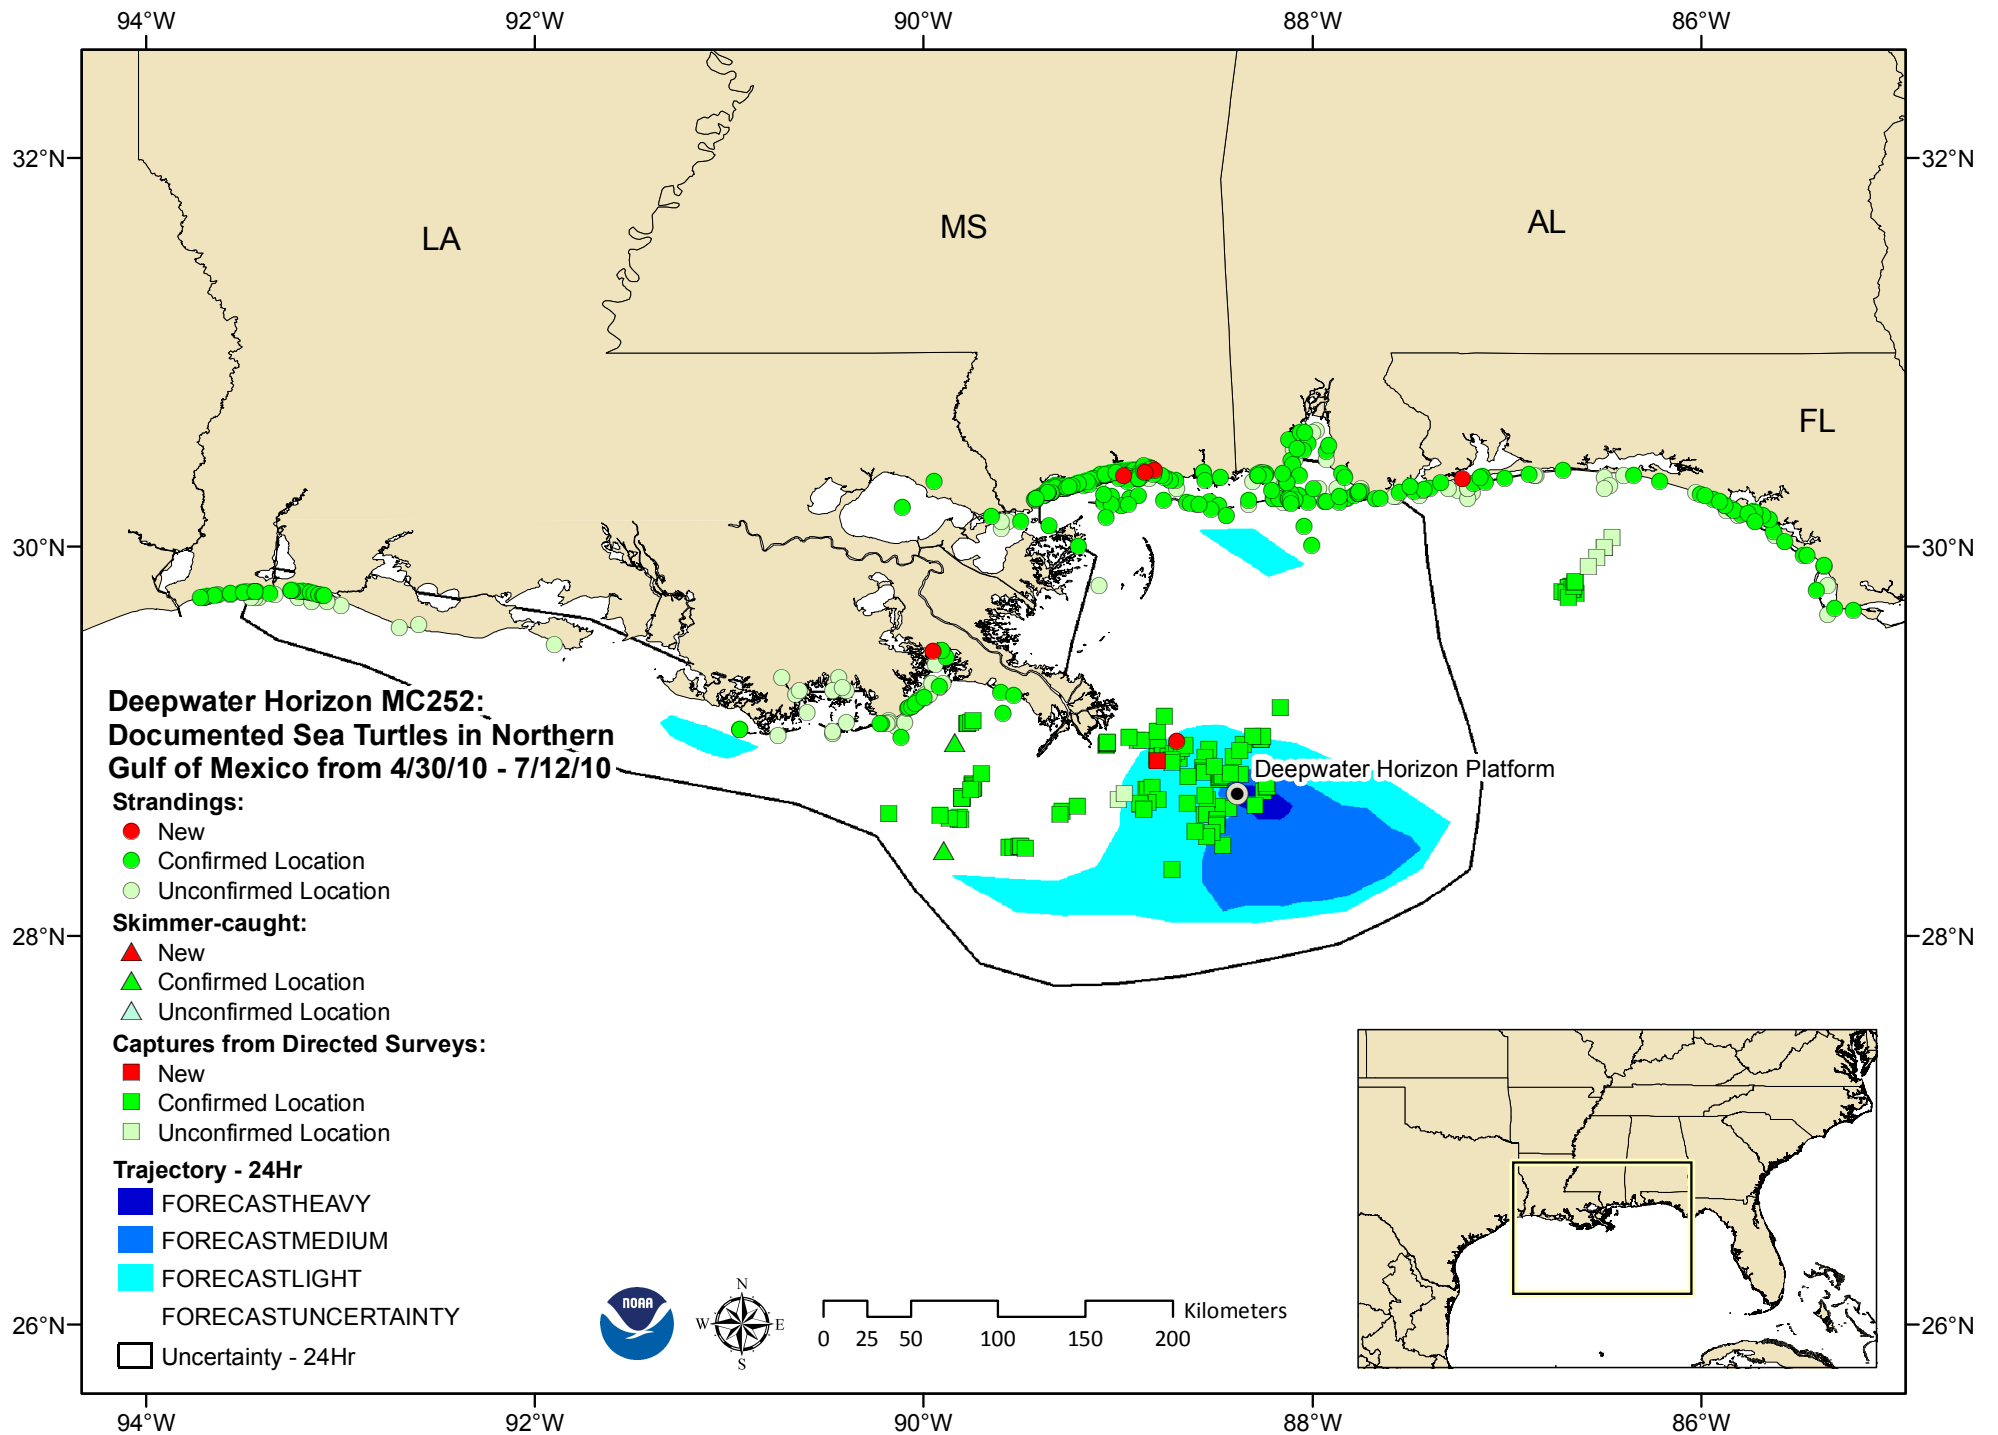 94°W 92°W 90°W 88°W 86°W
32°N 32°N
LA MS AL
FL
30°N 30°N
Deepwater Horizon MC252:
Documented Sea Turtles in Northern
Gulf of Mexico from 4/30/10 - 7/12/10
Deepwater Horizon Platform
Strandings:
New
Confirmed Location
Unconfirmed Location
Skimmer-caught:
New
Confirmed Location
Unconfirmed Location
28°N 28°N
Captures from Directed Surveys:
New
Confirmed Location
Unconfirmed Location
Trajectory - 24Hr
FORECASTHEAVY
FORECASTMEDIUM
FORECASTLIGHT
FORECASTUNCERTAINTY
Uncertainty - 24Hr
NOAA
N
W E
S
Kilometers
0 25 50 100 150 200
26°N 26°N
94°W 92°W 90°W 88°W 86°W